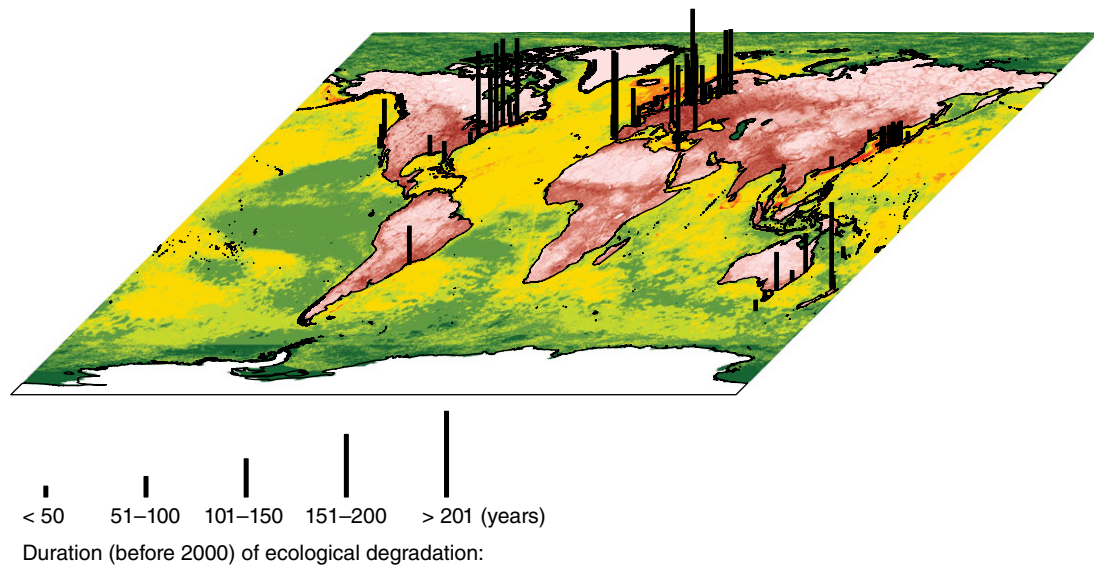 < 50 51–100 101–150 151–200 > 201 (years)
Duration (before 2000) of ecological degradation: